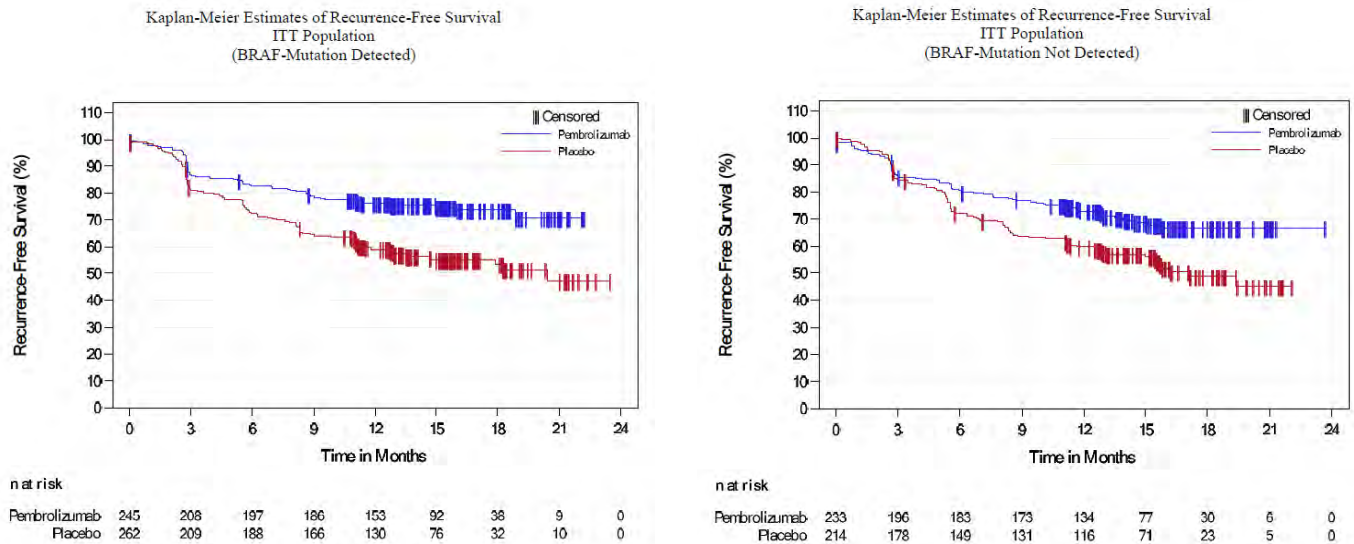 Kaplan-Meier Estimates of Recurrence-Free Survival
ITT Population
(BRAF-Mutation Detected)
110
100
90
80
70
60
50
40
30
20
10
0
Recurrence-Free Survival (%)
Censored
Pembrolizumab
Placebo
0 3 6 9 12 15 18 21 24
Time in Months
n at risk
Pembrolizumab 245 208 197 186 153 92 38 9 0
Placebo 262 209 188 166 130 76 32 10 0
Kaplan-Meier Estimates of Recurrence-Free Survival
ITT Population
(BRAF-Mutation Not Detected)
110
100
90
80
70
60
50
40
30
20
10
0
Recurrence-Free Survival (%)
Censored
Pembrolizumab
Placebo
0 3 6 9 12 15 18 21 24
Time in Months
n at risk
Pembrolizumab 233 196 183 173 134 77 30 6 0
Placebo 214 178 149 131 116 71 23 5 0